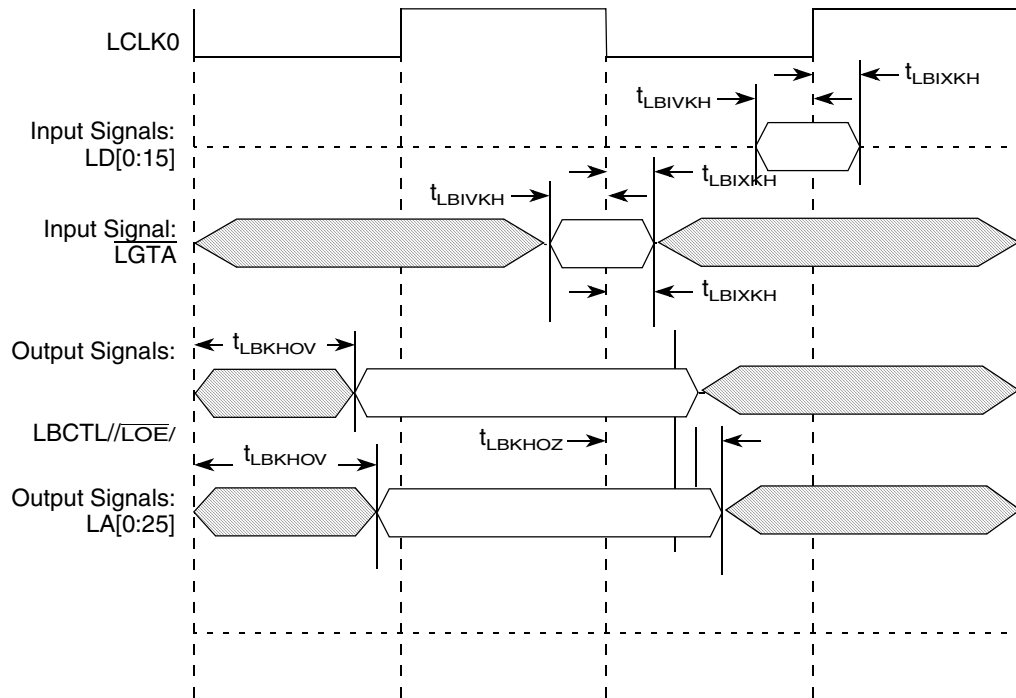 LCLK0
tLBIXKH
tLBIVKH
Input Signals:
LD[0:15]
tLBIXKH
tLBIVKH
Input Signal:
LGTA
tLBIXKH
Output Signals:
tLBKHOV
LBCTL//LOE/
tLBKHOZ
tLBKHOV
Output Signals:
LA[0:25]